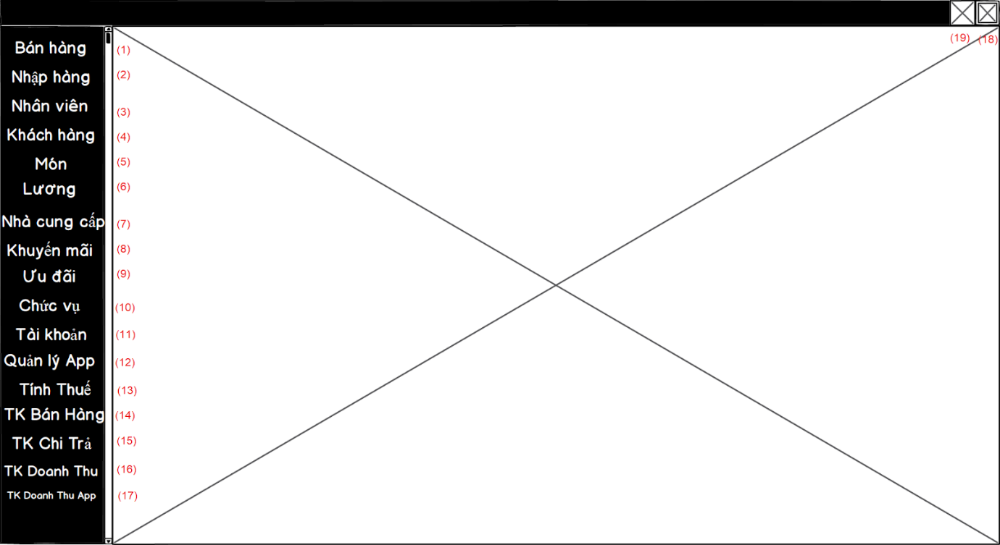 (19) (18)
Bán hàng (1)
Nhập hàng (2)
Nhân viên (3)
Khách hàng (4)
Món (5)
Lương (6)
Nhà cung cấp (7)
Khuyến mãi (8)
Ưu đãi (9)
Chức vụ (10)
Tài khoản (11)
Quản lý App (12)
Tính Thuế (13)
TK Bán Hàng (14)
TK Chi Trả (15)
TK Doanh Thu (16)
TK Doanh Thu App (17)